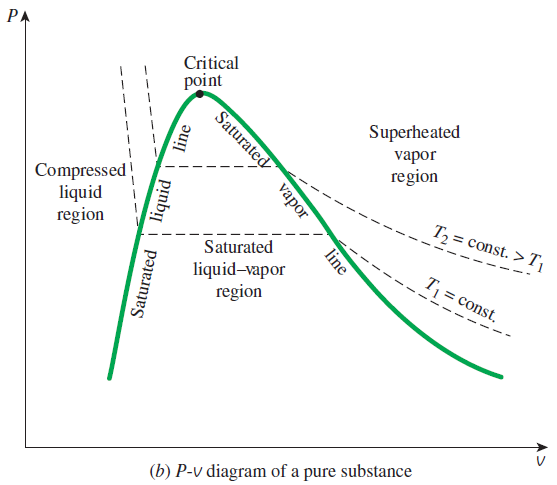 P
Critical
point
Saturated
line
Superheated
vapor
region
Compressed
liquid
region
liquid
vapor
T₂ = const. > T₁
Saturated
liquid–vapor
region
line
Saturated
T₁ = const.
v
(b) P-v diagram of a pure substance